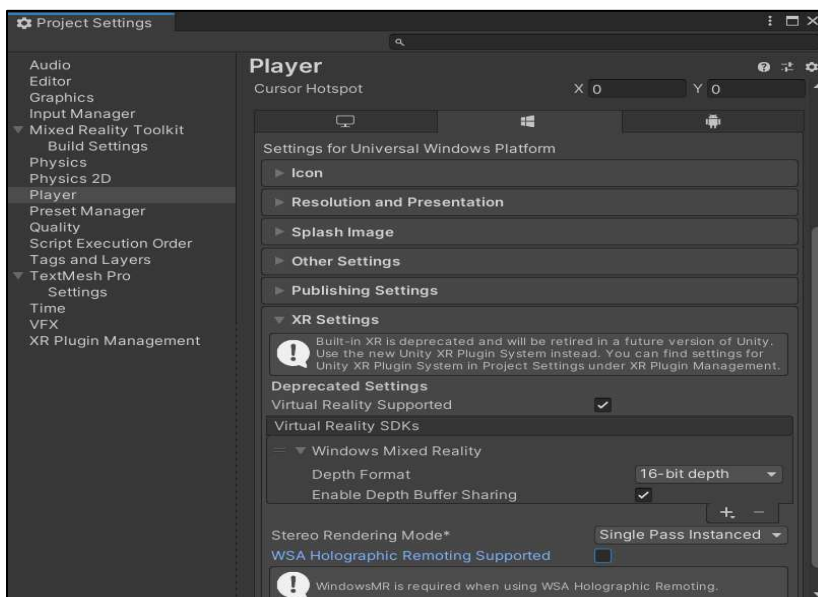 Project Settings
Audio
Editor
Graphics
Input Manager
Mixed Reality Toolkit
Build Settings
Physics
Physics 2D
Player
Preset Manager
Quality
Script Execution Order
Tags and Layers
TextMesh Pro
Settings
Time
VFX
XR Plugin Management
Player
Cursor Hotspot X 0 Y 0
Settings for Universal Windows Platform
Icon
Resolution and Presentation
Splash Image
Other Settings
Publishing Settings
XR Settings
Built-in XR is deprecated and will be retired in a future version of Unity.
Use the new Unity XR Plugin System instead. You can find settings for
Unity XR Plugin System in Project Settings under XR Plugin Management.
Deprecated Settings
Virtual Reality Supported
Virtual Reality SDKs
Windows Mixed Reality
Depth Format 16-bit depth
Enable Depth Buffer Sharing
Stereo Rendering Mode* Single Pass Instanced
WSA Holographic Remoting Supported
WindowsMR is required when using WSA Holographic Remoting.